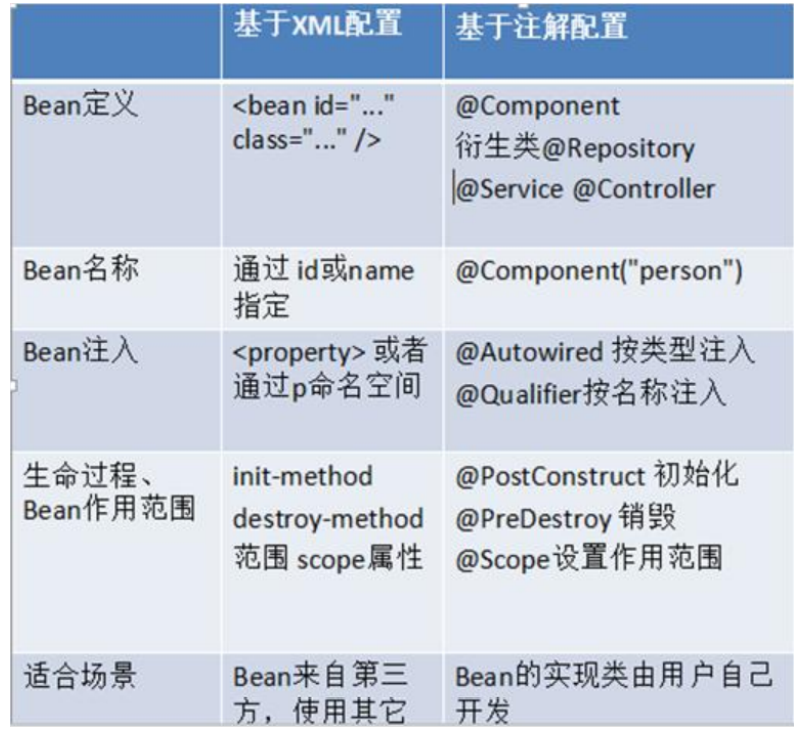 基于XML配置 基于注解配置
Bean定义 <bean id="..." @Component
class="..." /> 衍生类@Repository
@Service @Controller
Bean名称 通过 id或name @Component("person")
指定
Bean注入 <property> 或者 @Autowired 按类型注入
通过p命名空间 @Qualifier按名称注入
生命过程、 init-method @PostConstruct 初始化
Bean作用范围 destroy-method @PreDestroy 销毁
范围 scope属性 @Scope设置作用范围
适合场景 Bean来自第三 Bean的实现类由用户自己
方，使用其它 开发